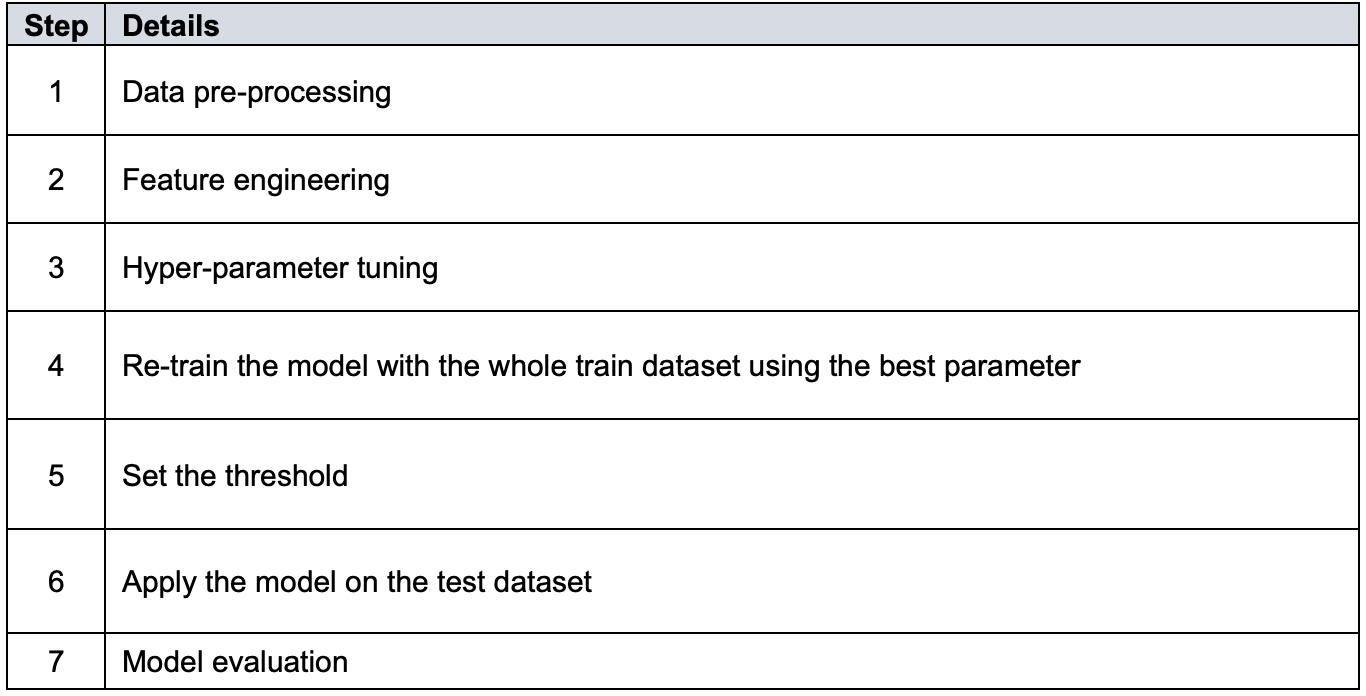 Step Details
1 Data pre-processing
2 Feature engineering
3 Hyper-parameter tuning
4 Re-train the model with the whole train dataset using the best parameter
5 Set the threshold
6 Apply the model on the test dataset
7 Model evaluation